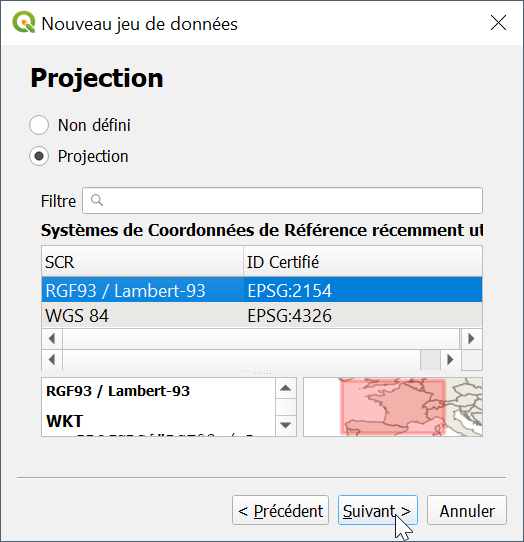 Nouveau jeu de données
Projection
Non défini
Projection
Filtre
Systèmes de Coordonnées de Référence récemment ut
SCR ID Certifié
RGF93 / Lambert-93 EPSG:2154
WGS 84 EPSG:4326
RGF93 / Lambert-93
WKT
< Précédent Suivant > Annuler